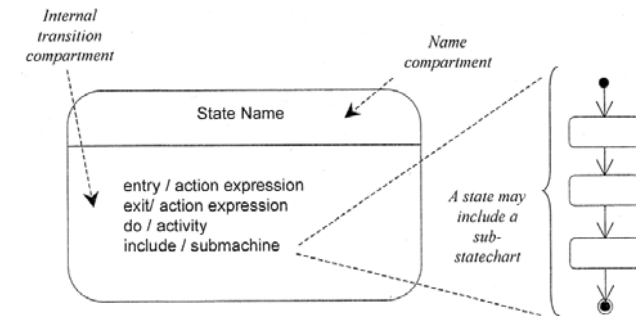 Internal
transition
compartment
Name
compartment
State Name
entry / action expression
exit/ action expression
do / activity
include / submachine
A state may
include a
sub-
statechart